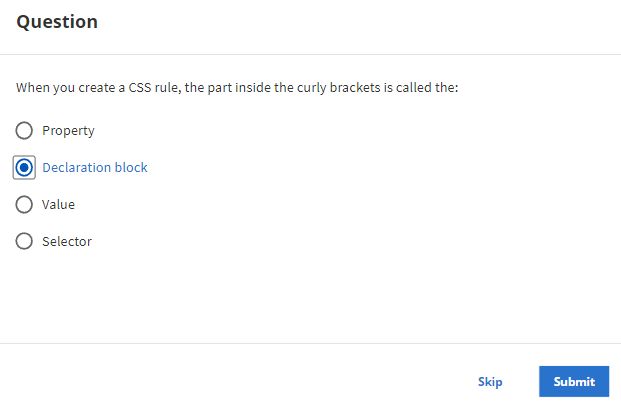 Question
When you create a CSS rule, the part inside the curly brackets is called the:
Property
Declaration block
Value
Selector
Skip
Submit